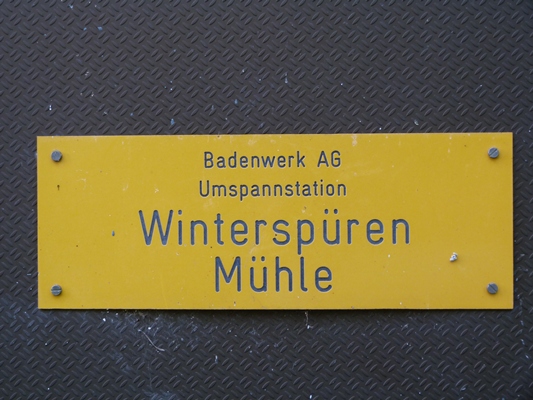 Badenwerk AG
Umspannstation
Winterspüren
Mühle